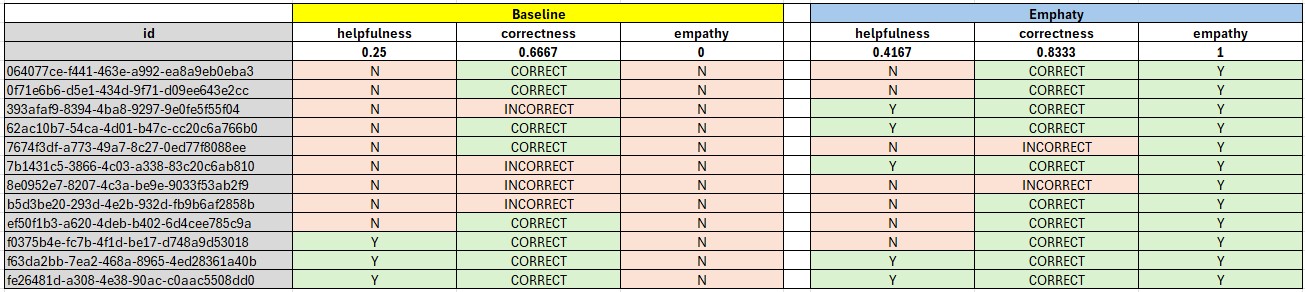 Baseline Emphaty
id helpfulness correctness empathy helpfulness correctness empathy
0.25 0.6667 0 0.4167 0.8333 1
064077ce-f441-463e-a992-ea8a9eb0eba3 N CORRECT N N CORRECT Y
0f71e6b6-d5e1-434d-9f71-d09ee643e2cc N CORRECT N N CORRECT Y
393afaf9-8394-4ba8-9297-9e0fe5f55f04 N INCORRECT N Y CORRECT Y
62ac10b7-54ca-4d01-b47c-cc20c6a766b0 N CORRECT N Y CORRECT Y
7674f3df-a773-49a7-8c27-0ed77f8088ee N CORRECT N N INCORRECT Y
7b1431c5-3866-4c03-a338-83c20c6ab810 N INCORRECT N Y CORRECT Y
8e0952e7-8207-4c3a-be9e-9033f53ab2f9 N INCORRECT N N INCORRECT Y
b5d3be20-293d-4e2b-932d-fb9b6af2858b N INCORRECT N N CORRECT Y
ef50f1b3-a620-4deb-b402-6d4cee785c9a N CORRECT N N CORRECT Y
f0375b4e-fc7b-4f1d-be17-d748a9d53018 Y CORRECT N N CORRECT Y
f63da2bb-7ea2-468a-8965-4ed28361a40b Y CORRECT N Y CORRECT Y
fe26481d-a308-4e38-90ac-c0aac5508dd0 Y CORRECT N Y CORRECT Y